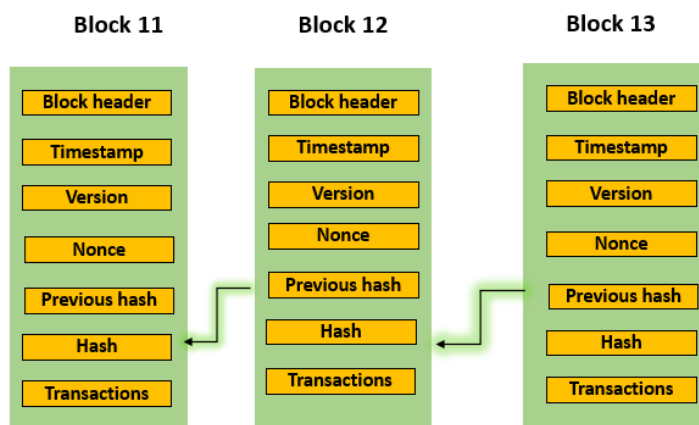 Block 11
Block header
Timestamp
Version
Nonce
Previous hash
Hash
Transactions
Block 12
Block header
Timestamp
Version
Nonce
Previous hash
Hash
Transactions
Block 13
Block header
Timestamp
Version
Nonce
Previous hash
Hash
Transactions